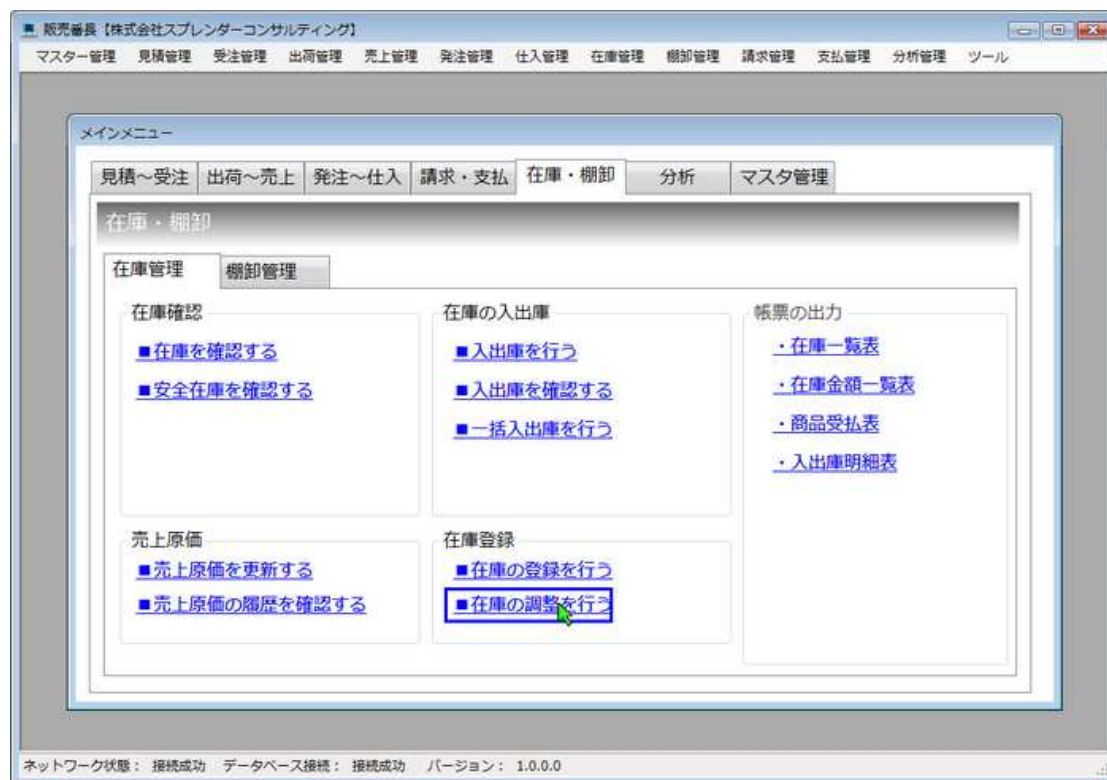 販売番長【株式会社スプレンダーコンサルティング】
マスター管理 見積管理 受注管理 出荷管理 売上管理 発注管理 仕入管理 在庫管理 棚卸管理 請求管理 支払管理 分析管理 ツール
メインメニュー
見積～受注 出荷～売上 発注～仕入 請求・支払 在庫・棚卸 分析 マスタ管理
在庫・棚卸
在庫管理 棚卸管理
在庫確認
■在庫を確認する
■安全在庫を確認する
在庫の入出庫
■入出庫を行う
■入出庫を確認する
■一括入出庫を行う
帳票の出力
・在庫一覧表
・在庫金額一覧表
・商品受払表
・入出庫明細表
売上原価
■売上原価を更新する
■売上原価の履歴を確認する
在庫登録
■在庫の登録を行う
■在庫の調整を行う
ネットワーク状態： 接続成功 データベース接続： 接続成功 バージョン： 1.0.0.0